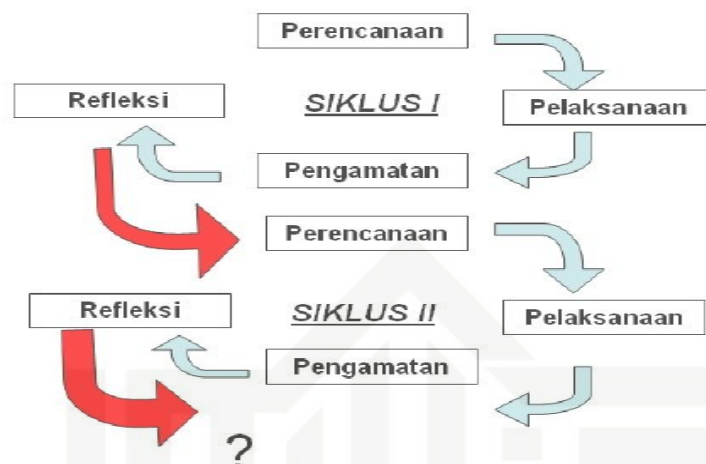 Perencanaan
Refleksi
SIKLUS I
Pelaksanaan
Pengamatan
Perencanaan
Refleksi
SIKLUS II
Pelaksanaan
Pengamatan
?